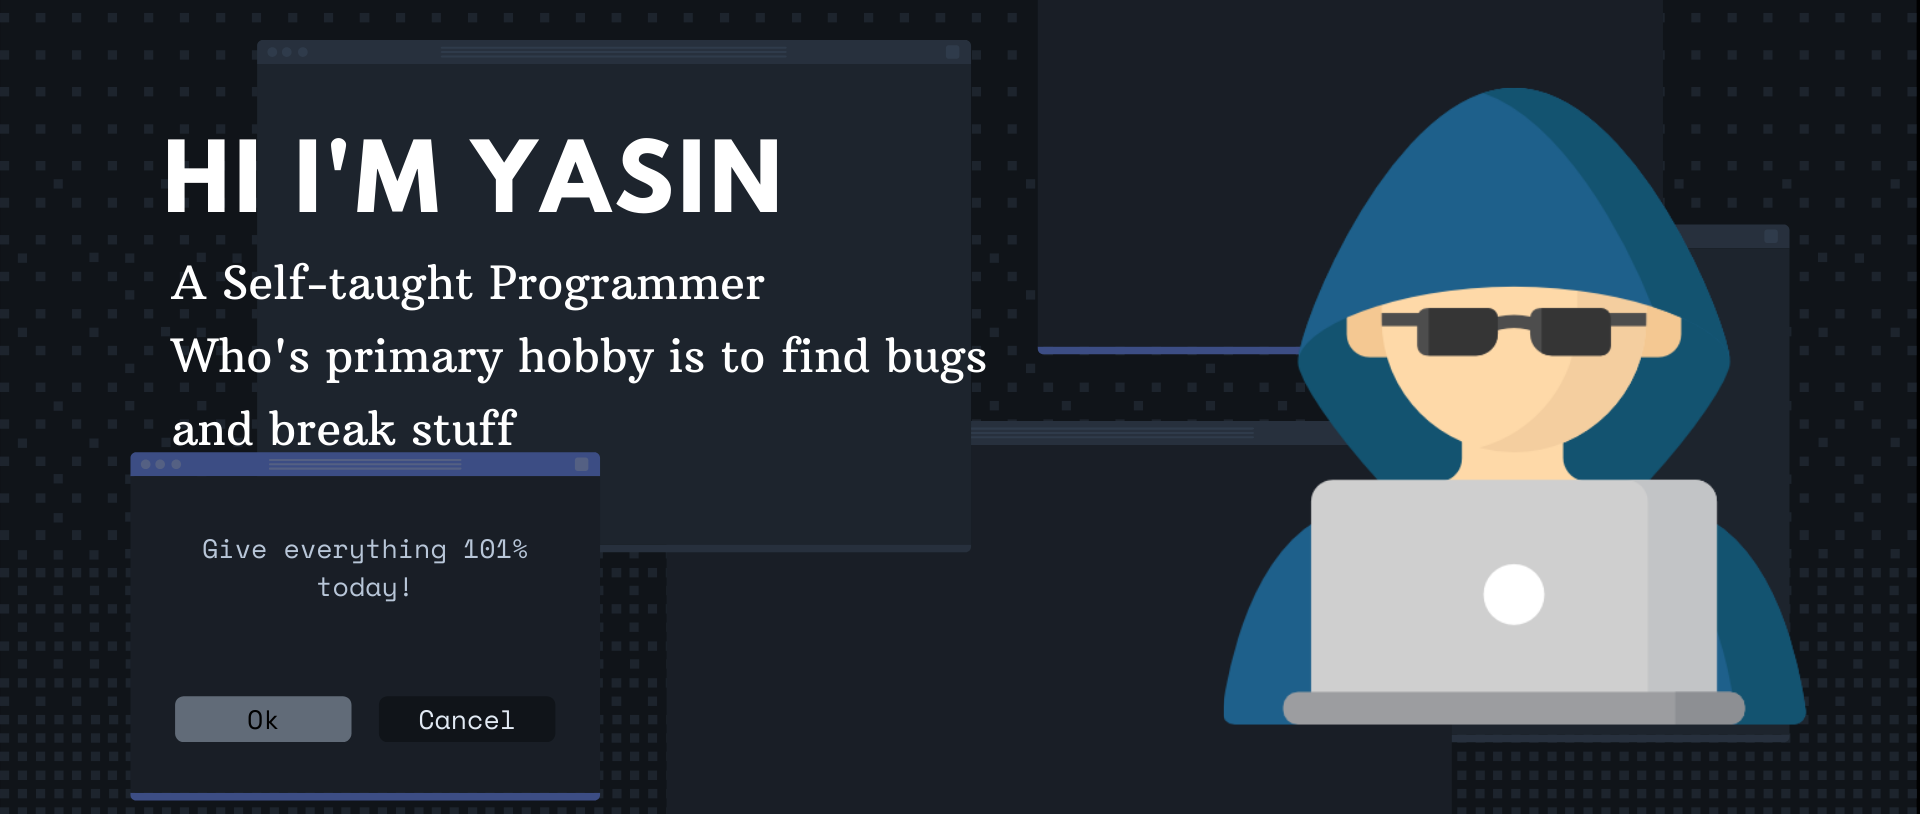 HI I'M YASIN
A Self-taught Programmer
Who's primary hobby is to find bugs
and break stuff
Give everything 101%
today!
Ok
Cancel